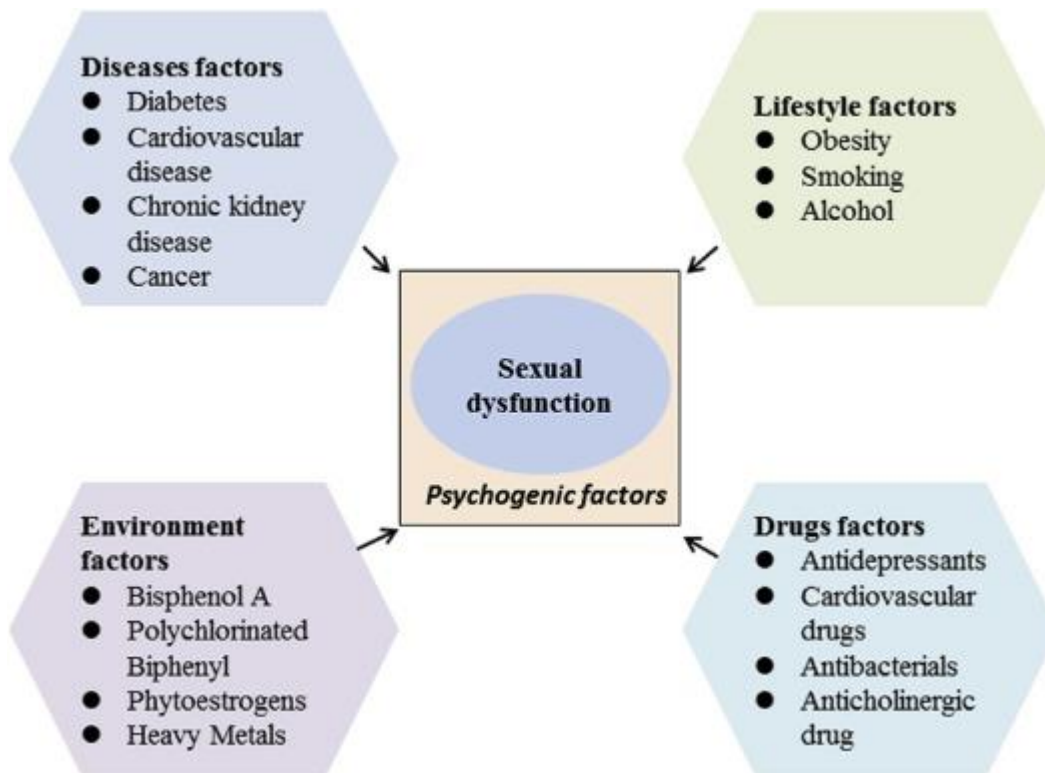 Diseases factors
● Diabetes
● Cardiovascular
disease
● Chronic kidney
disease
● Cancer
Lifestyle factors
● Obesity
● Smoking
● Alcohol
Sexual
dysfunction
Psychogenic factors
Environment
factors
● Bisphenol A
● Polychlorinated
Biphenyl
● Phytoestrogens
● Heavy Metals
Drugs factors
● Antidepressants
● Cardiovascular
drugs
● Antibacterials
● Anticholinergic
drug